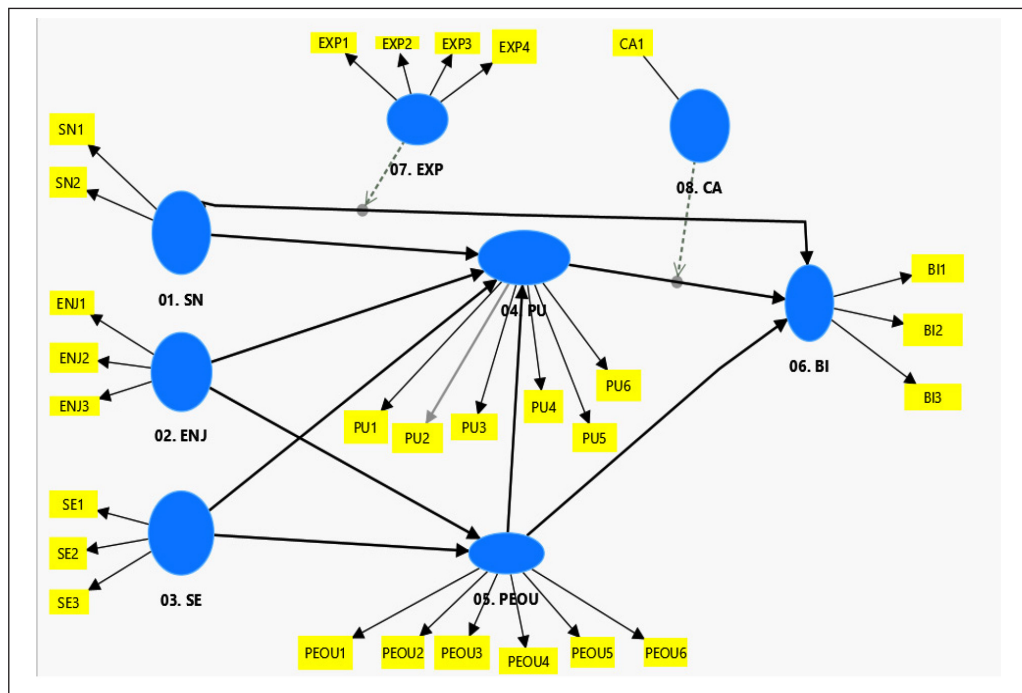 EXP1
EXP2
EXP3
EXP4
CA1
SN1
SN2
07. EXP
08. CA
01. SN
04. PU
06. BI
BI1
BI2
BI3
ENJ1
ENJ2
ENJ3
02. ENJ
PU1
PU2
PU3
PU4
PU5
PU6
SE1
SE2
SE3
03. SE
05. PEOU
PEOU1
PEOU2
PEOU3
PEOU4
PEOU5
PEOU6